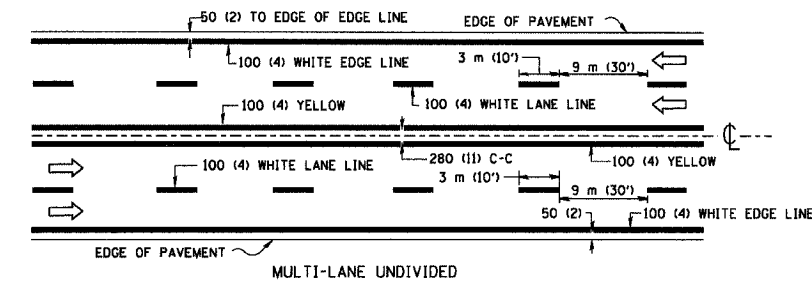 50 (2) TO EDGE OF EDGE LINE
EDGE OF PAVEMENT
100 (4) WHITE EDGE LINE
3 m (10')
9 m (30')
100 (4) YELLOW
100 (4) WHITE LANE LINE
℄
100 (4) WHITE LANE LINE
280 (11) C-C
100 (4) YELLOW
3 m (10')
9 m (30')
50 (2)
100 (4) WHITE EDGE LINE
EDGE OF PAVEMENT
MULTI-LANE UNDIVIDED